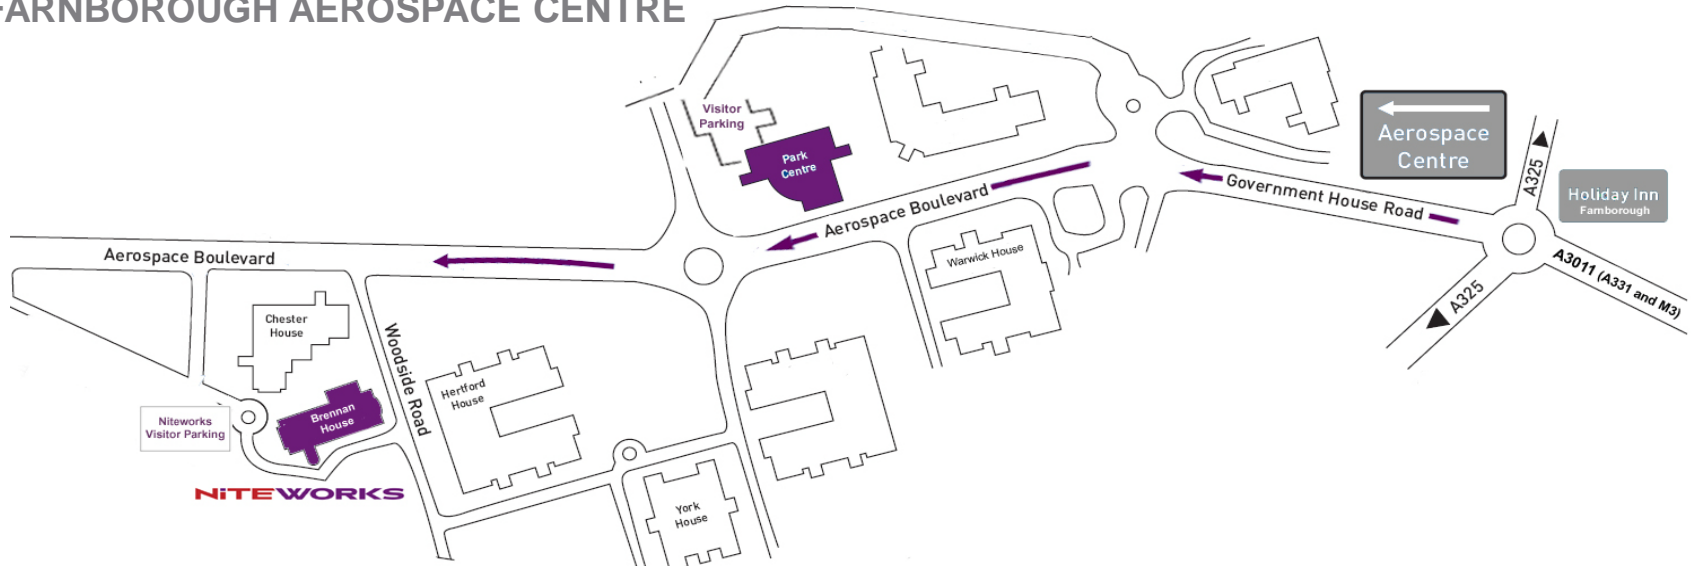 FARNBOROUGH AEROSPACE CENTRE
Visitor
Parking
Park
Centre
Aerospace
Centre
A325
Holiday Inn
Farnborough
Government House Road
Aerospace Boulevard
Warwick House
A3011 (A331 and M3)
A325
Aerospace Boulevard
Chester
House
Woodside Road
Hertford
House
Brennan
House
Niteworks
Visitor Parking
NiTEWORKS
York
House